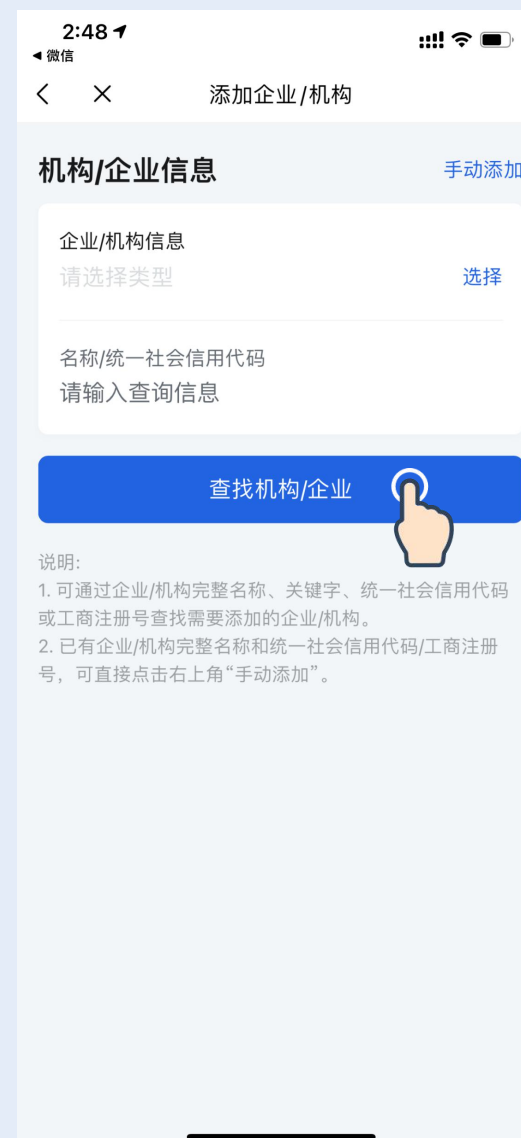 2:48
◀ 微信
添加企业/机构
机构/企业信息
手动添加
企业/机构信息
请选择类型
选择
名称/统一社会信用代码
请输入查询信息
查找机构/企业
说明:
1. 可通过企业/机构完整名称、关键字、统一社会信用代码
或工商注册号查找需要添加的企业/机构。
2. 已有企业/机构完整名称和统一社会信用代码/工商注册
号，可直接点击右上角“手动添加”。